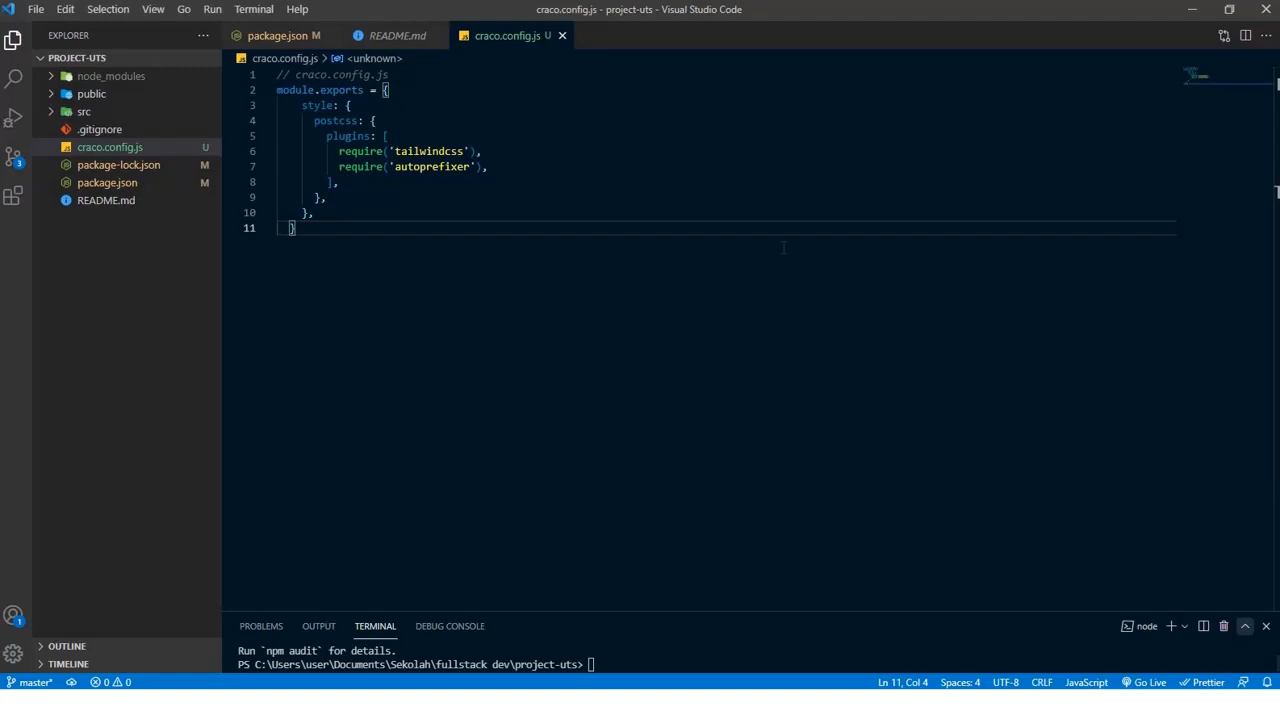 File Edit Selection View Go Run Terminal Help
craco.config.js - project-uts - Visual Studio Code
EXPLORER
PROJECT-UTS
node_modules
public
src
.gitignore
craco.config.js U
package-lock.json M
package.json M
README.md
OUTLINE
TIMELINE
3
1
package.json M
README.md
craco.config.js U
craco.config.js > <unknown>
1 // craco.config.js
2 module.exports = {
3 style: {
4 postcss: {
5 plugins: [
6 require('tailwindcss'),
7 require('autoprefixer'),
8 ],
9 },
10 },
11 }
PROBLEMS OUTPUT TERMINAL DEBUG CONSOLE
node
Run `npm audit` for details.
PS C:\Users\user\Documents\Sekolah\fullstack dev\project-uts>
master* 0 0
Ln 11, Col 4 Spaces: 4 UTF-8 CRLF JavaScript Go Live Prettier